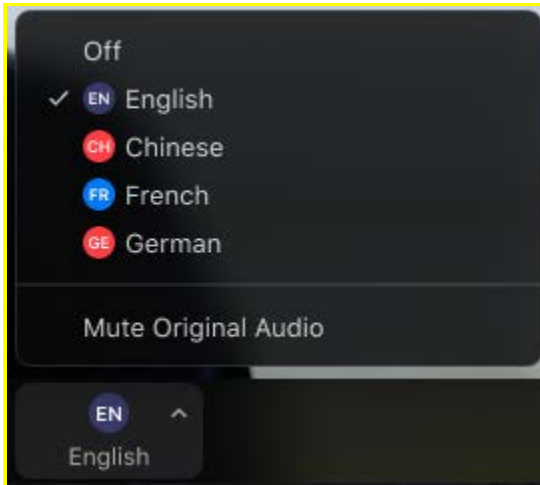 Off
EN English
CH Chinese
FR French
GE German
Mute Original Audio
EN
English